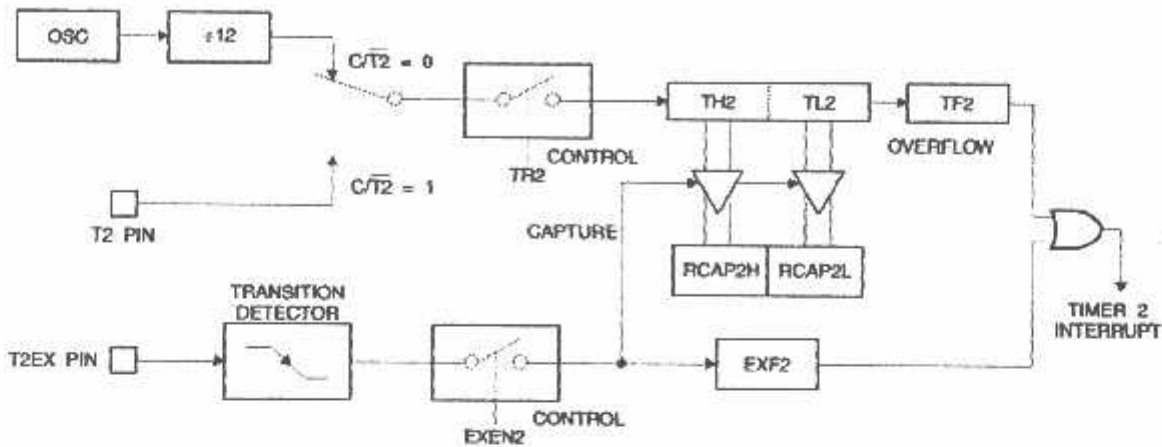 OSC
÷12
C/T2̅ = 0
TH2
TL2
TF2
CONTROL
OVERFLOW
TR2
C/T2̅ = 1
T2 PIN
CAPTURE
RCAP2H
RCAP2L
TRANSITION
DETECTOR
TIMER 2
INTERRUPT
T2EX PIN
EXF2
CONTROL
EXEN2